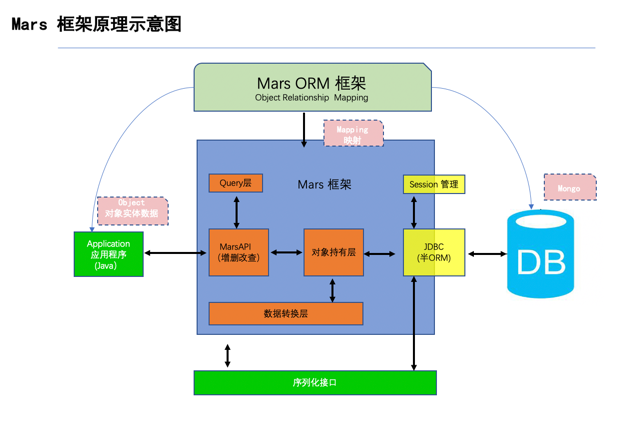 Mars 框架原理示意图
Mars ORM 框架
Object Relationship Mapping
Mapping
映射
Query层
Mars 框架
Session 管理
Mongo
Object
对象实体数据
Application
应用程序
(Java)
MarsAPI
(增删改查)
对象持有层
JDBC
(半ORM)
DB
数据转换层
序列化接口